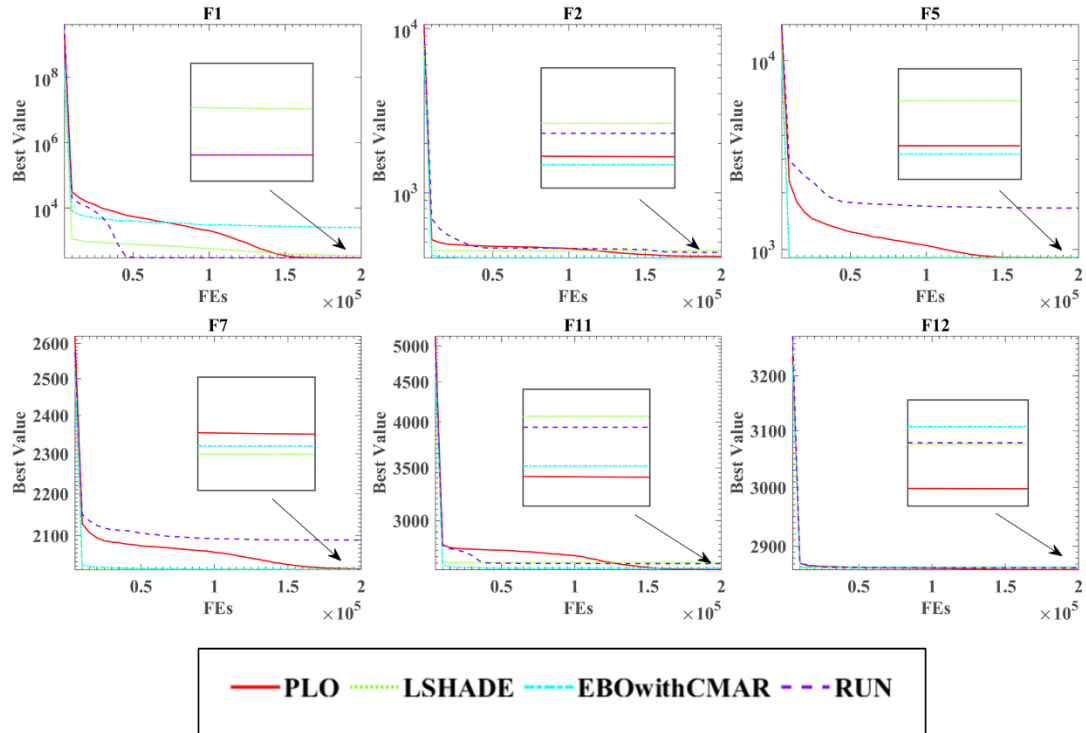 F1
F2
F5
Best Value
10^8
10^6
10^4
0.5
1
1.5
2
FEs
×10^5
Best Value
10^4
10^3
0.5
1
1.5
2
FEs
×10^5
Best Value
10^4
10^3
0.5
1
1.5
2
FEs
×10^5
F7
F11
F12
Best Value
2600
2500
2400
2300
2200
2100
0.5
1
1.5
2
FEs
×10^5
Best Value
5000
4500
4000
3500
3000
0.5
1
1.5
2
FEs
×10^5
Best Value
3200
3100
3000
2900
0.5
1
1.5
2
FEs
×10^5
PLO LSHADE EBOwithCMAR RUN